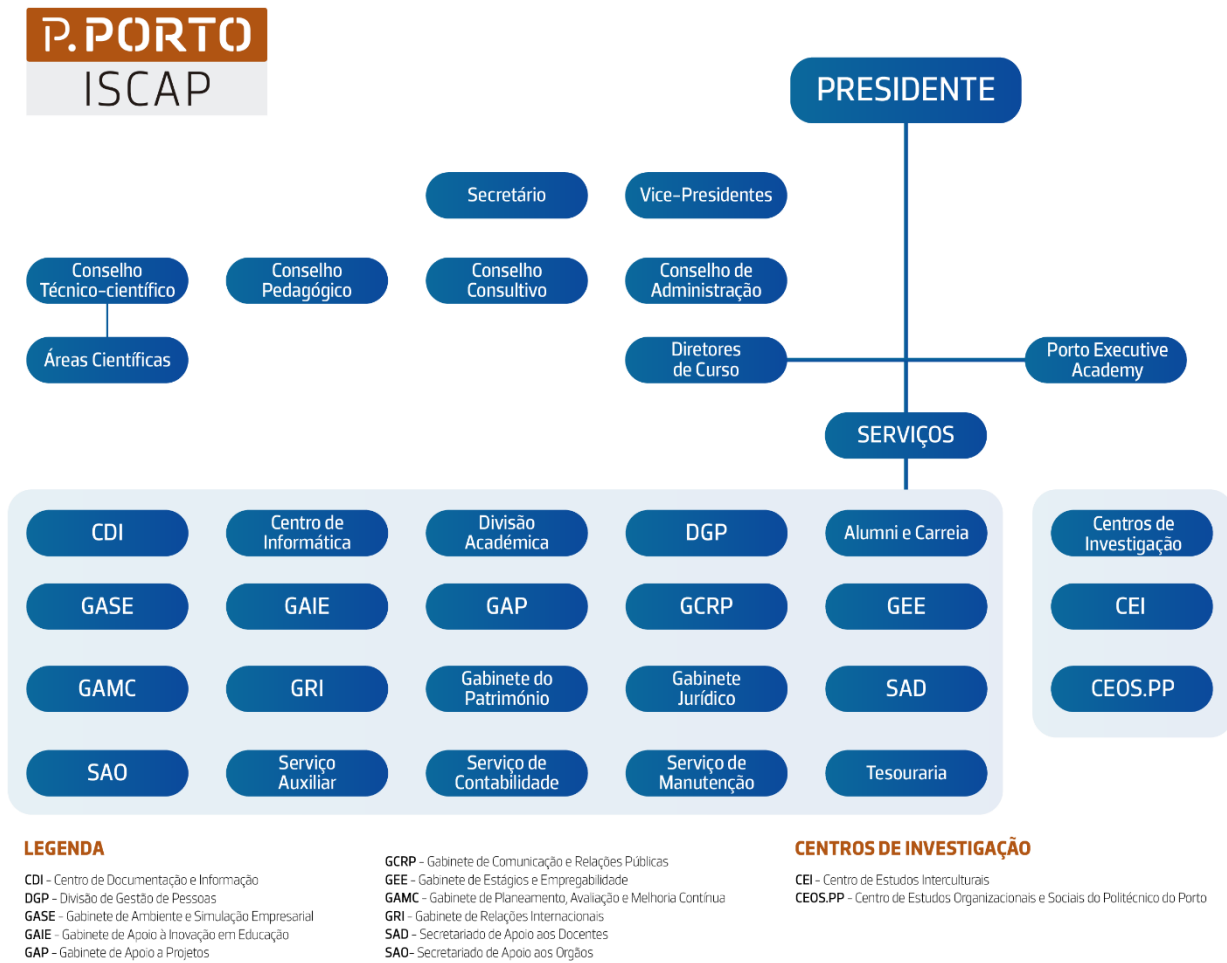 P.PORTO
ISCAP
PRESIDENTE
Secretário
Vice-Presidentes
Conselho
Técnico-científico
Conselho
Pedagógico
Conselho
Consultivo
Conselho de
Administração
Áreas Científicas
Diretores
de Curso
Porto Executive
Academy
SERVIÇOS
CDI
Centro de
Informática
Divisão
Académica
DGP
Alumni e Carreia
Centros de
Investigação
GASE
GAIE
GAP
GCRP
GEE
CEI
GAMC
GRI
Gabinete do
Património
Gabinete
Jurídico
SAD
CEOS.PP
SAO
Serviço
Auxiliar
Serviço de
Contabilidade
Serviço de
Manutenção
Tesouraria
LEGENDA
CDI - Centro de Documentação e Informação
DGP - Divisão de Gestão de Pessoas
GASE - Gabinete de Ambiente e Simulação Empresarial
GAIE - Gabinete de Apoio à Inovação em Educação
GAP - Gabinete de Apoio a Projetos
GCRP - Gabinete de Comunicação e Relações Públicas
GEE - Gabinete de Estágios e Empregabilidade
GAMC - Gabinete de Planeamento, Avaliação e Melhoria Contínua
GRI - Gabinete de Relações Internacionais
SAD - Secretariado de Apoio aos Docentes
SAO- Secretariado de Apoio aos Orgãos
CENTROS DE INVESTIGAÇÃO
CEI - Centro de Estudos Interculturais
CEOS.PP - Centro de Estudos Organizacionais e Sociais do Politécnico do Porto